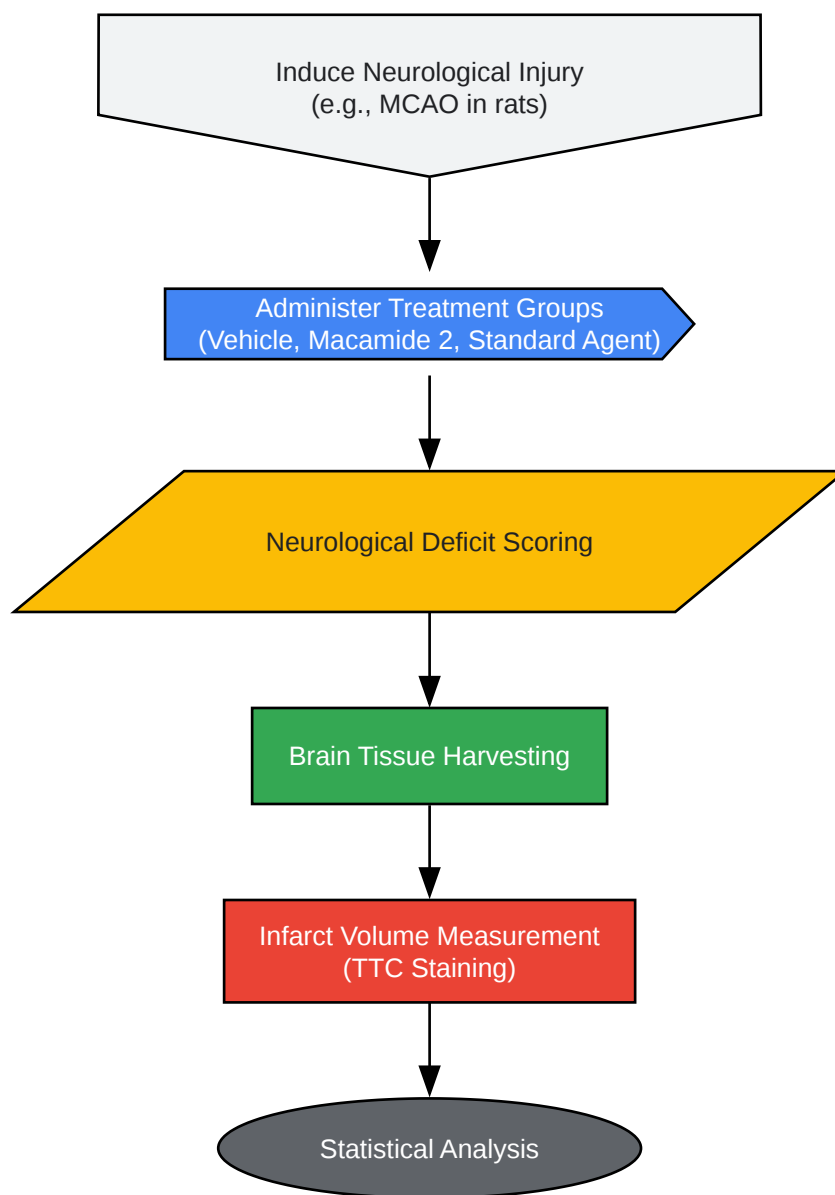 Induce Neurological Injury
(e.g., MCAO in rats)
Administer Treatment Groups
(Vehicle, Macamide 2, Standard Agent)
Neurological Deficit Scoring
Brain Tissue Harvesting
Infarct Volume Measurement
(TTC Staining)
Statistical Analysis